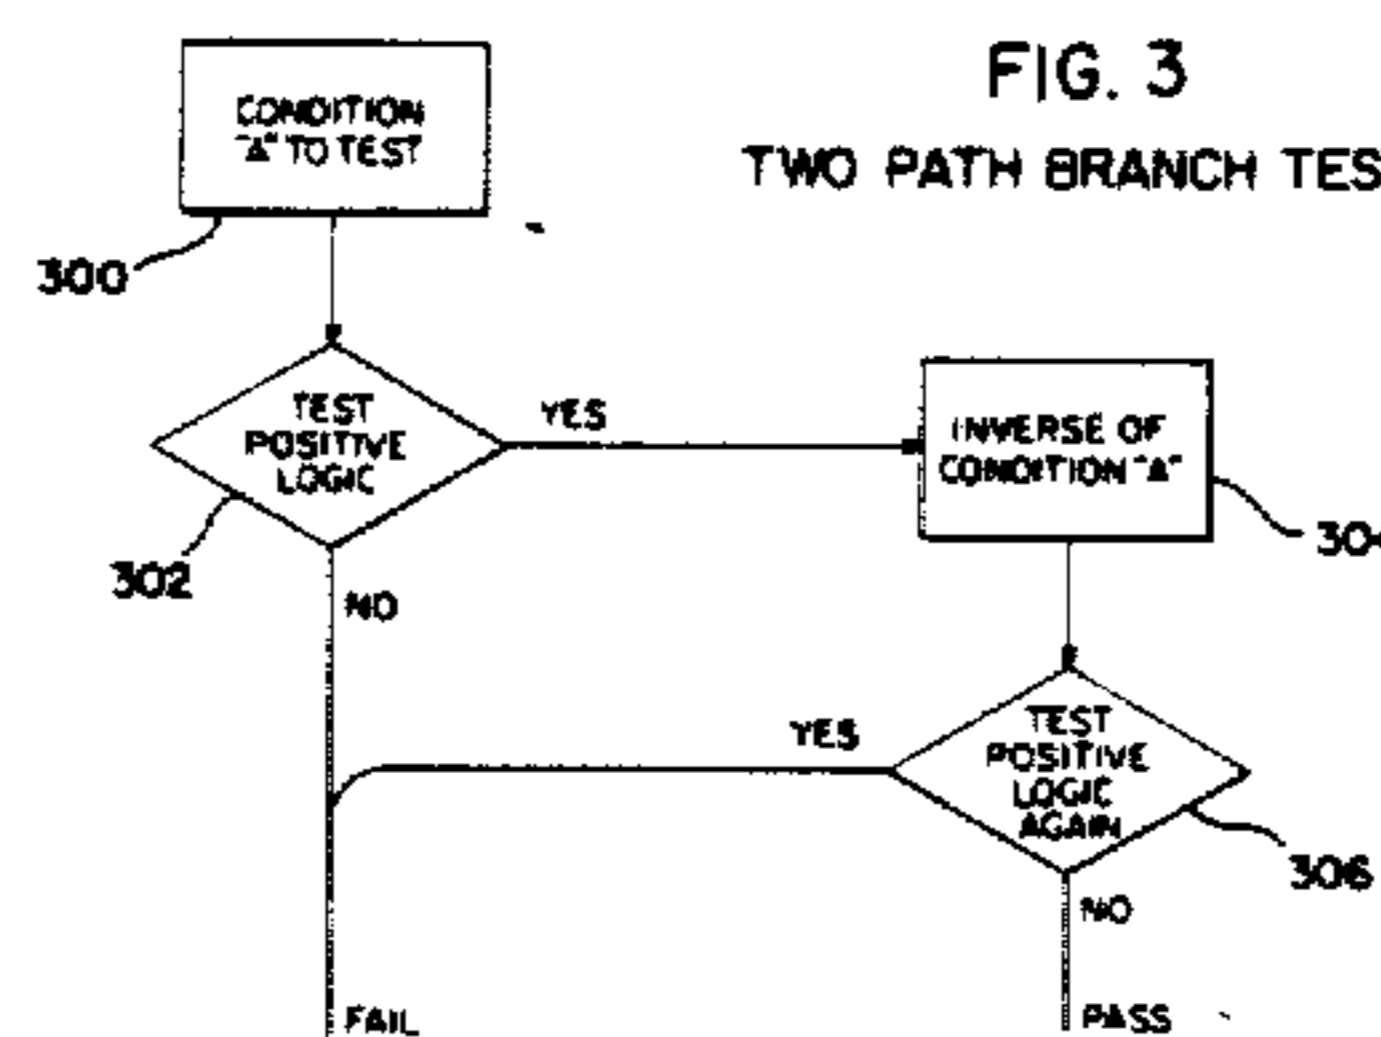 FIG. 3
TWO PATH BRANCH TES
CONDITION
"A" TO TEST
300
TEST
POSITIVE
LOGIC
YES
302
NO
INVERSE OF
CONDITION "A"
304
YES
TEST
POSITIVE
LOGIC
AGAIN
306
NO
FAIL
PASS